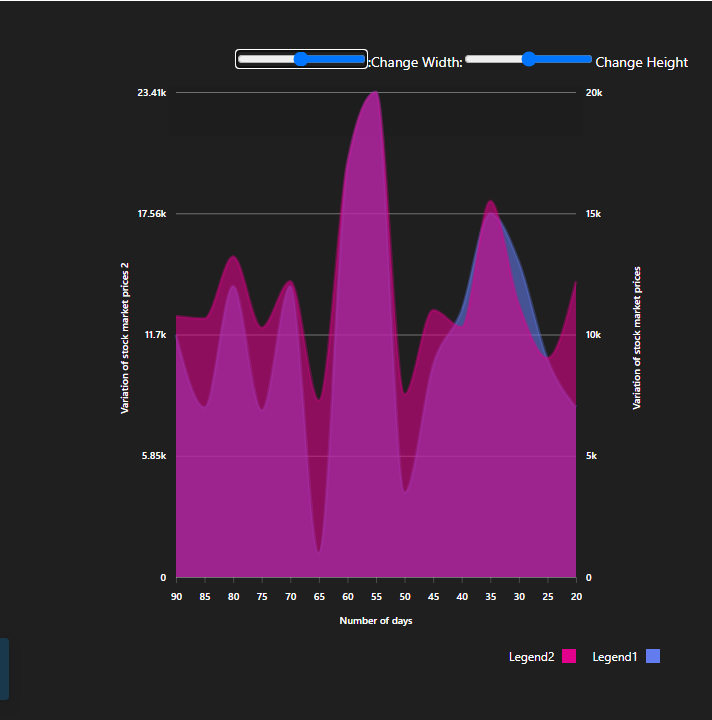 :Change Width: Change Height
23.41k 20k
17.56k 15k
11.7k 10k
5.85k 5k
0 0
Variation of stock market prices 2
Variation of stock market prices
90 85 80 75 70 65 60 55 50 45 40 35 30 25 20
Number of days
Legend2 Legend1